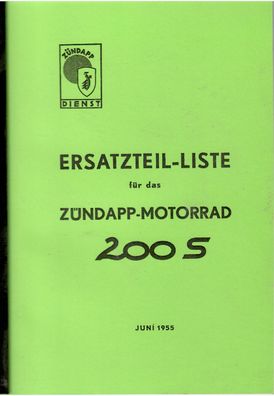 ZÜNDAPP
DIENST
ERSATZTEIL-LISTE
für das
ZÜNDAPP-MOTORRAD
200 S
JUNI 1955